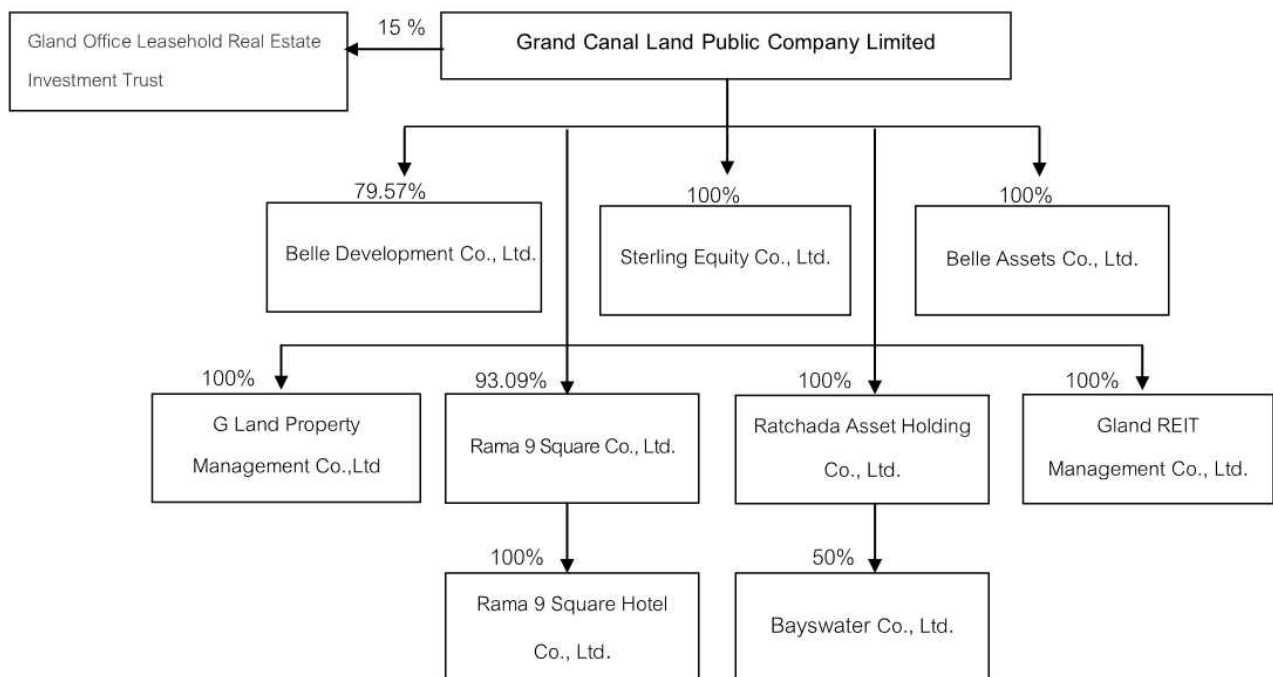 Gland Office Leasehold Real Estate
Investment Trust
15 %
Grand Canal Land Public Company Limited
79.57%
100%
100%
Belle Development Co., Ltd.
Sterling Equity Co., Ltd.
Belle Assets Co., Ltd.
100%
93.09%
100%
100%
G Land Property
Management Co.,Ltd
Rama 9 Square Co., Ltd.
Ratchada Asset Holding
Co., Ltd.
Gland REIT
Management Co., Ltd.
100%
50%
Rama 9 Square Hotel
Co., Ltd.
Bayswater Co., Ltd.